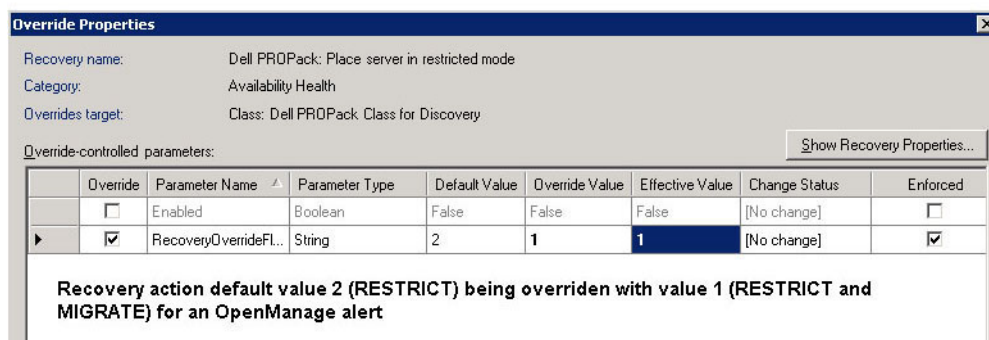 Override Properties
Recovery name: Dell PROPack: Place server in restricted mode
Category: Availability Health
Overrides target: Class: Dell PROPack Class for Discovery
Show Recovery Properties...
Override-controlled parameters:
Override Parameter Name Parameter Type Default Value Override Value Effective Value Change Status Enforced
Enabled Boolean False False False [No change]
RecoveryOverrideFl... String 2 1 1 [No change]
Recovery action default value 2 (RESTRICT) being overriden with value 1 (RESTRICT and
MIGRATE) for an OpenManage alert